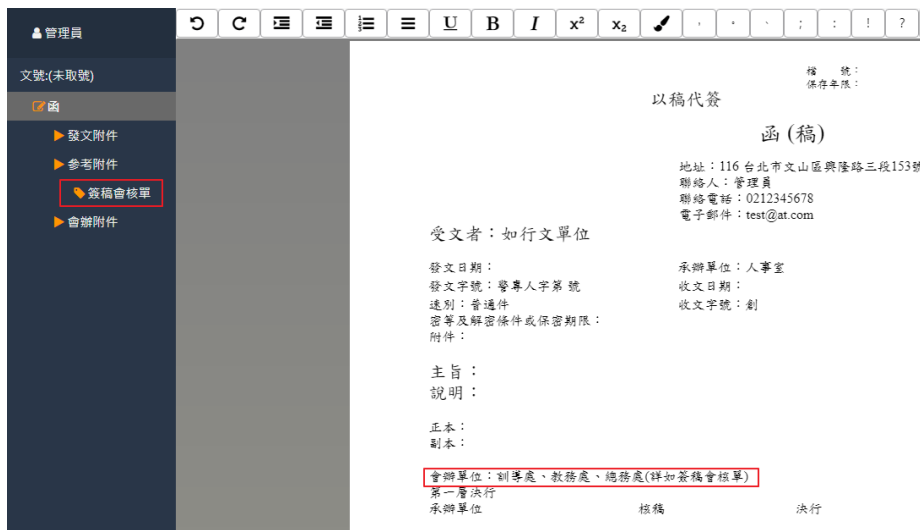 管理員
文號:(未取號)
函
發文附件
參考附件
簽稿會核單
會辦附件
U B I x² x₂ , 。 、 ; : ! ?
檔 號：
保存年限：
以稿代簽
函 (稿)
地址：116 台北市文山區興隆路三段153號
聯絡人：管理員
聯絡電話：0212345678
電子郵件：test@at.com
受文者：如行文單位
發文日期：
承辦單位：人事室
發文字號：警專人字第 號
收文日期：
速別：普通件
收文字號：創
密等及解密條件或保密期限：
附件：
主旨：
說明：
正本：
副本：
會辦單位：訓導處、教務處、總務處(詳如簽稿會核單)
第一層決行
承辦單位 核稿 決行